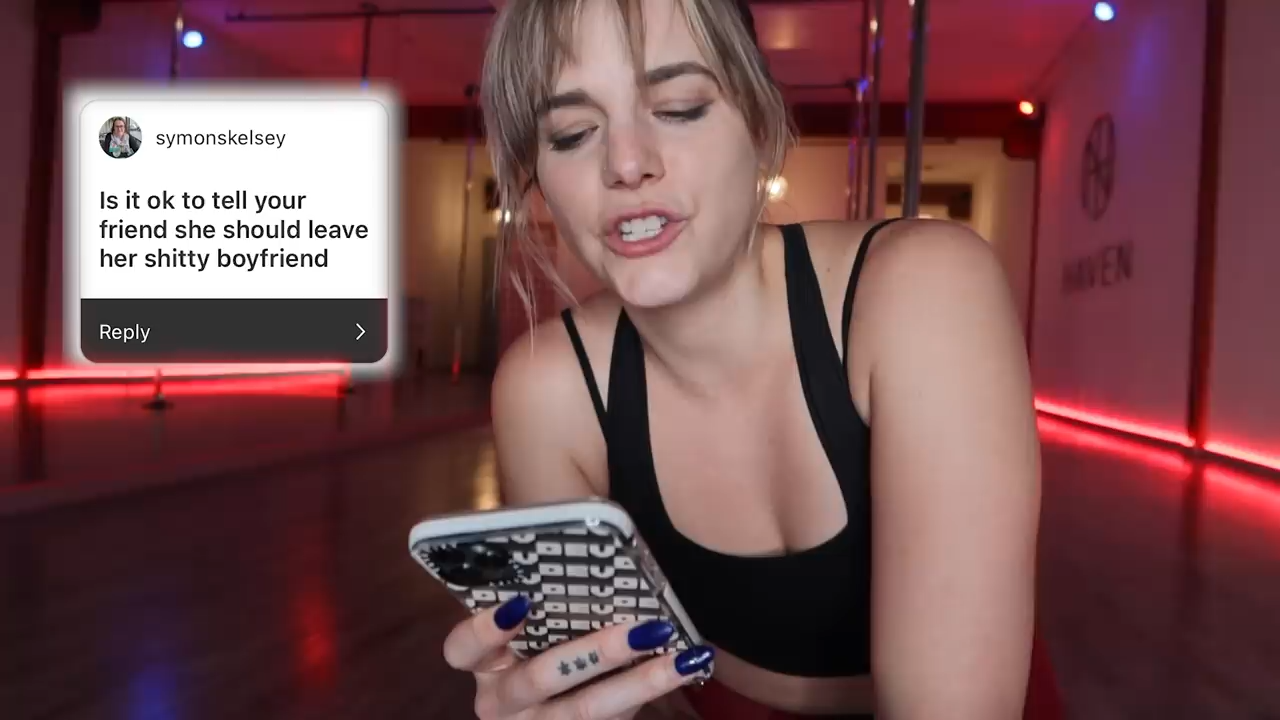 symonskelsey
Is it ok to tell your
friend she should leave
her shitty boyfriend
Reply
HAVEN